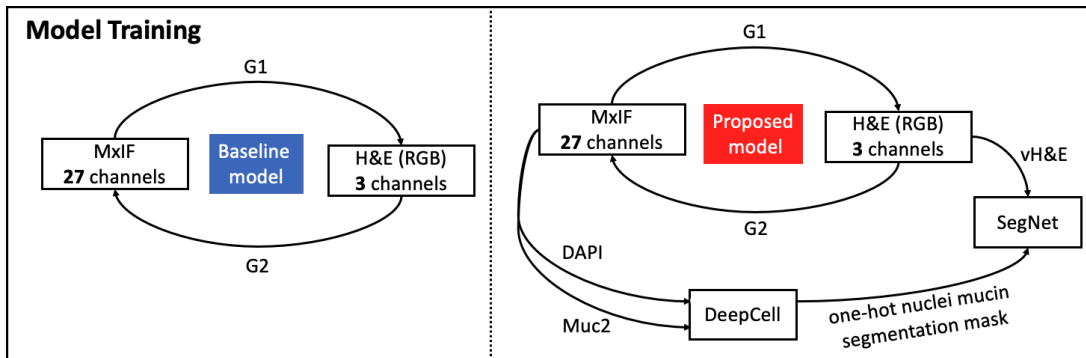 Model Training
G1
MxIF
27 channels
Baseline
model
H&E (RGB)
3 channels
G2
G1
MxIF
27 channels
Proposed
model
H&E (RGB)
3 channels
vH&E
G2
SegNet
DAPI
Muc2
DeepCell
one-hot nuclei mucin
segmentation mask